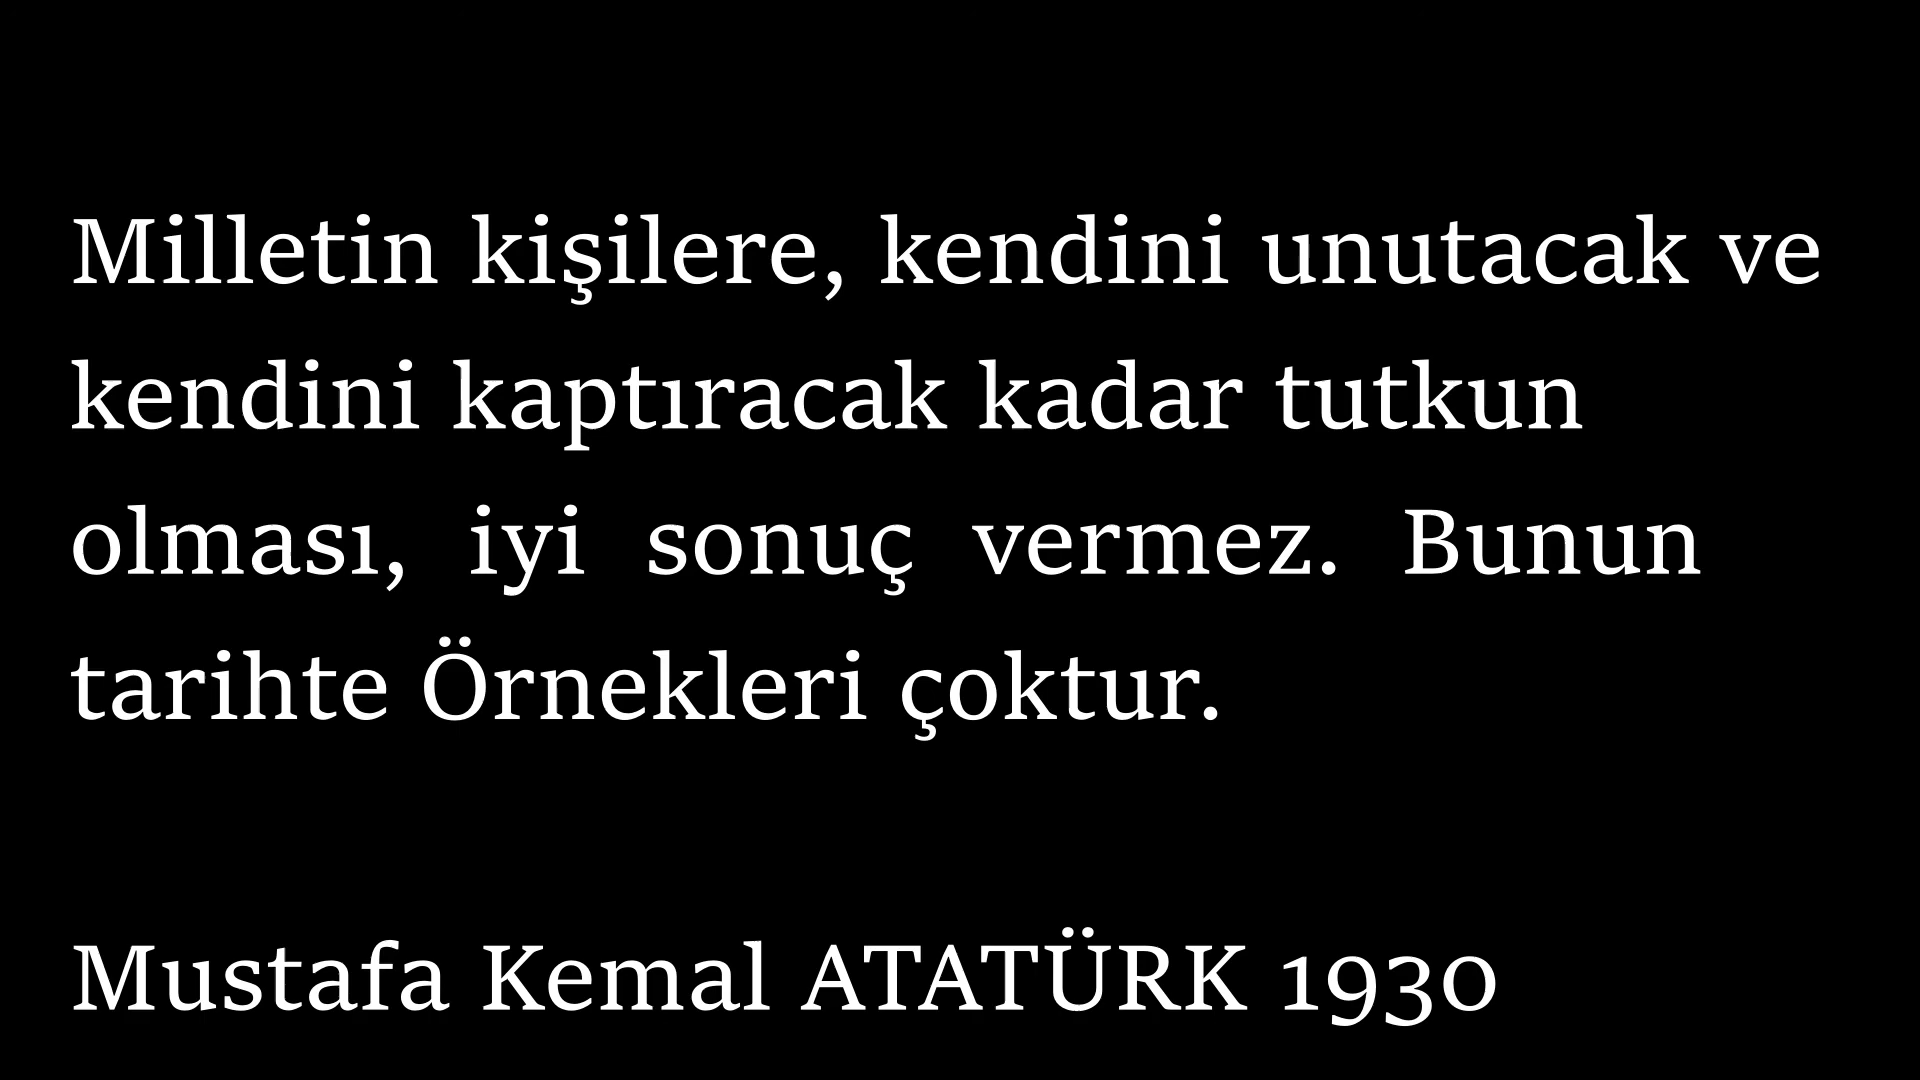 Milletin kişilere, kendini unutacak ve
kendini kaptıracak kadar tutkun
olması, iyi sonuç vermez. Bunun
tarihte Örnekleri çoktur.
Mustafa Kemal ATATÜRK 1930